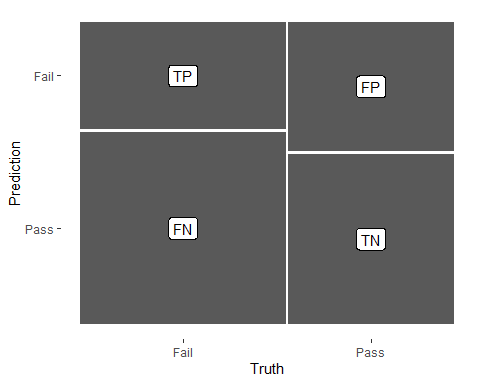 Fail
TP
FP
Prediction
Pass
FN
TN
Fail
Pass
Truth